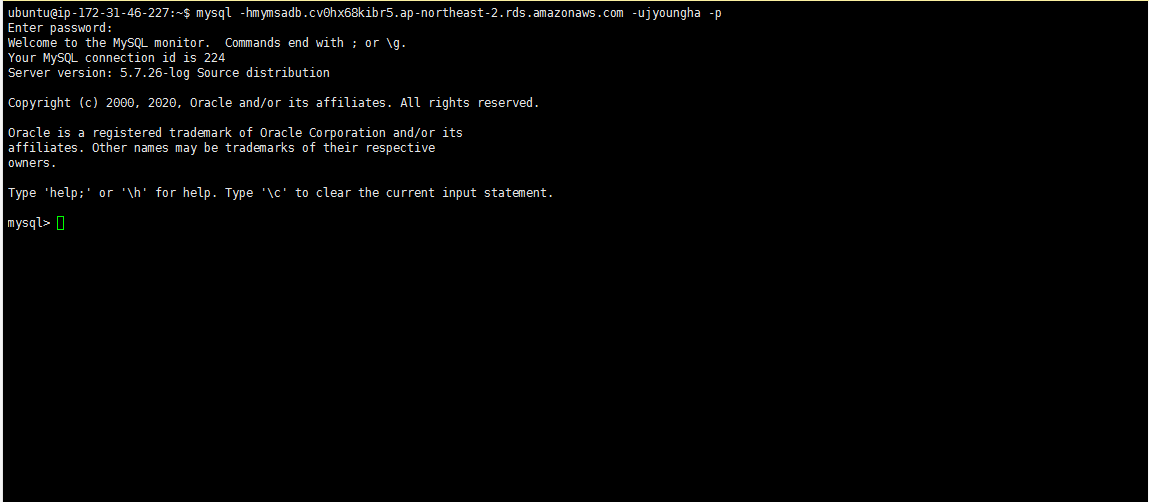 ubuntu@ip-172-31-46-227:~$ mysql -hmymsadb.cv0hx68kibr5.ap-northeast-2.rds.amazonaws.com -ujyoungha -p
Enter password:
Welcome to the MySQL monitor.  Commands end with ; or \g.
Your MySQL connection id is 224
Server version: 5.7.26-log Source distribution
Copyright (c) 2000, 2020, Oracle and/or its affiliates. All rights reserved.
Oracle is a registered trademark of Oracle Corporation and/or its
affiliates. Other names may be trademarks of their respective
owners.
Type 'help;' or '\h' for help. Type '\c' to clear the current input statement.
mysql>